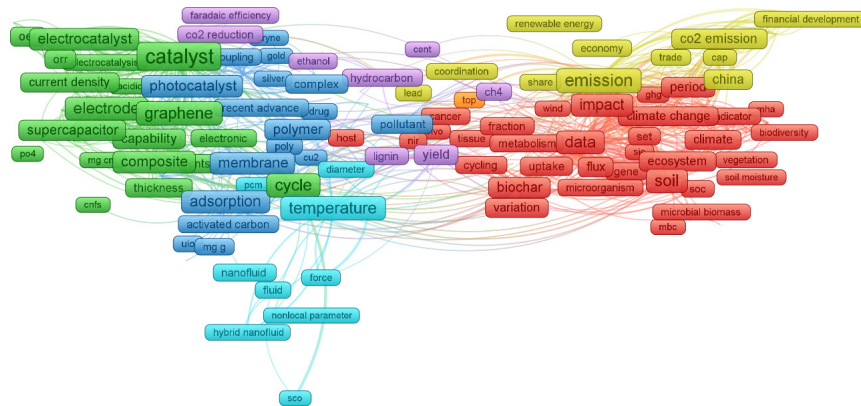 faradaic efficiency
co2 reduction
electrocatalyst
orr
electrocatalysis
catalyst
gold
ethanol
cent
current density
acidic
photocatalyst
silver
complex
hydrocarbon
electrode
graphene
recent advance
drug
supercapacitor
capability
electronic
polymer
host
pollutant
po4
mg
composite
membrane
poly
cu2
diameter
lignin
yield
thickness
pcm
cycle
cnfs
adsorption
temperature
activated carbon
uio
mg g
nanofluid
force
fluid
nonlocal parameter
hybrid nanofluid
sco
renewable energy
financial development
economy
co2 emission
trade
cap
coordination
share
emission
china
lead
ch4
top
impact
period
ghg
wind
climate change
biodiversity
nir
tissue
fraction
metabolism
data
set
climate
cycling
uptake
flux
ecosystem
vegetation
biochar
microorganism
gene
soil
soc
soil moisture
variation
microbial biomass
mbc